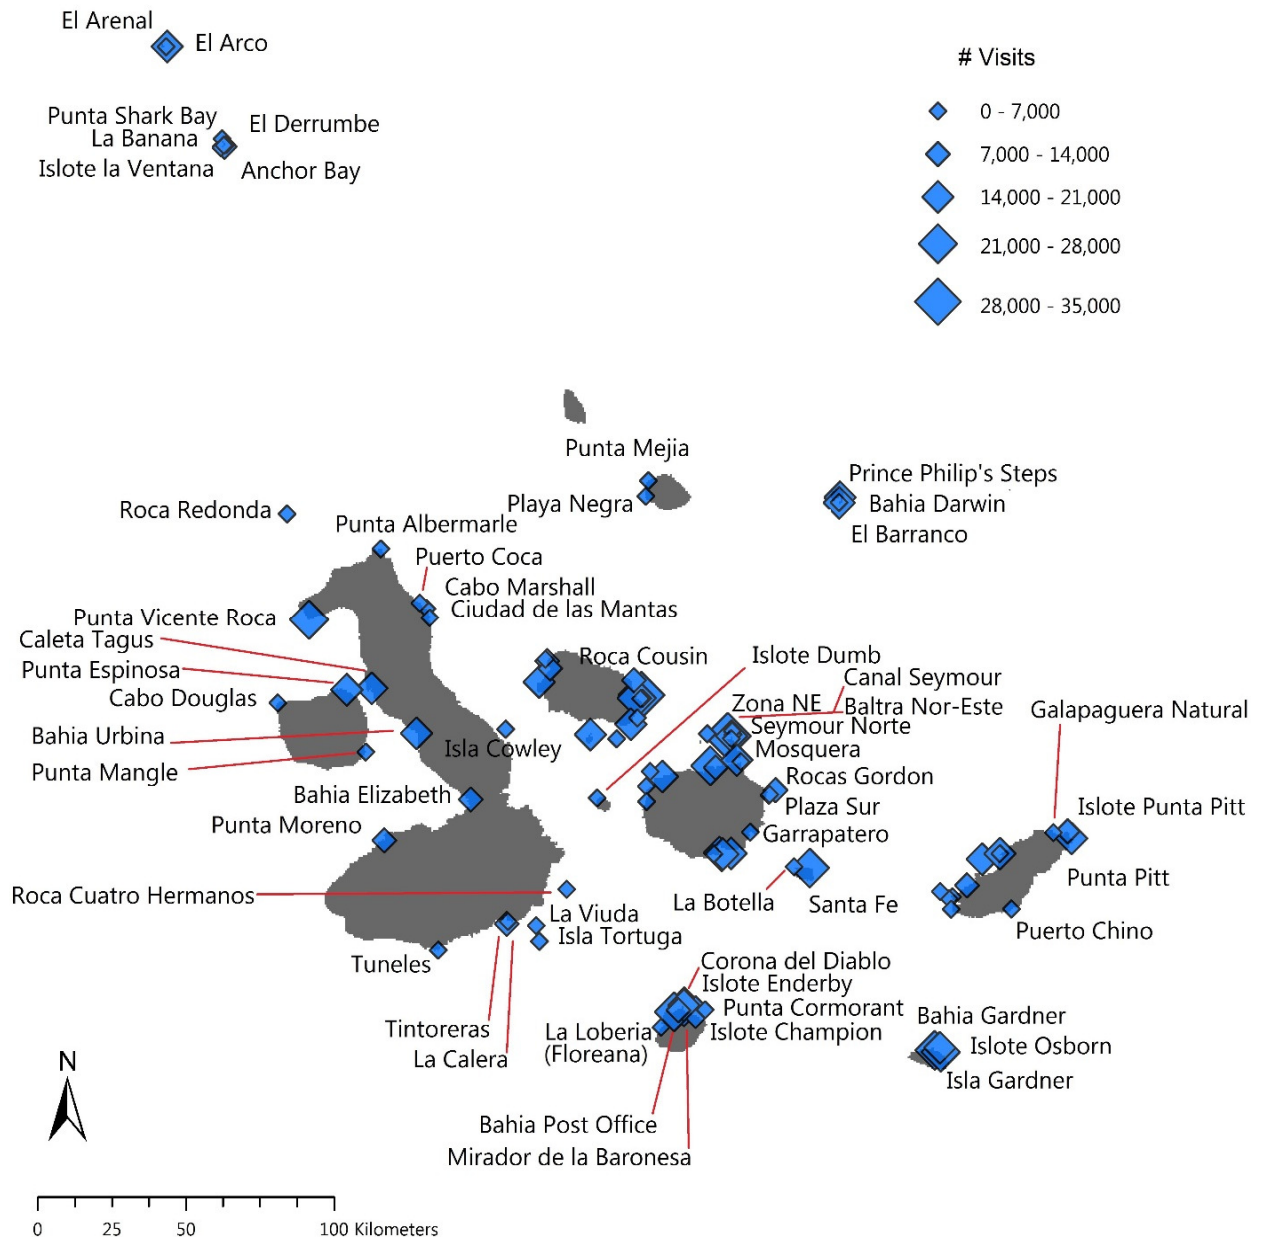 El Arenal
El Arco
# Visits
0 - 7,000
7,000 - 14,000
14,000 - 21,000
21,000 - 28,000
28,000 - 35,000
Punta Shark Bay
El Derrumbe
La Banana
Islote la Ventana
Anchor Bay
Punta Mejia
Prince Philip's Steps
Playa Negra
Bahia Darwin
Roca Redonda
El Barranco
Punta Albermarle
Puerto Coca
Cabo Marshall
Ciudad de las Mantas
Punta Vicente Roca
Caleta Tagus
Roca Cousin
Islote Dumb
Punta Espinosa
Canal Seymour
Cabo Douglas
Zona NE
Baltra Nor-Este
Galapaguera Natural
Seymour Norte
Bahia Urbina
Isla Cowley
Mosquera
Punta Mangle
Rocas Gordon
Bahia Elizabeth
Plaza Sur
Islote Punta Pitt
Punta Moreno
Garrapatero
Punta Pitt
Roca Cuatro Hermanos
La Botella
Santa Fe
La Viuda
Puerto Chino
Isla Tortuga
Tuneles
Corona del Diablo
Islote Enderby
Punta Cormorant
Bahia Gardner
Tintoreras
La Loberia
(Floreana)
Islote Champion
Islote Osborn
La Calera
N
Isla Gardner
Bahia Post Office
Mirador de la Baronesa
0 25 50 100 Kilometers